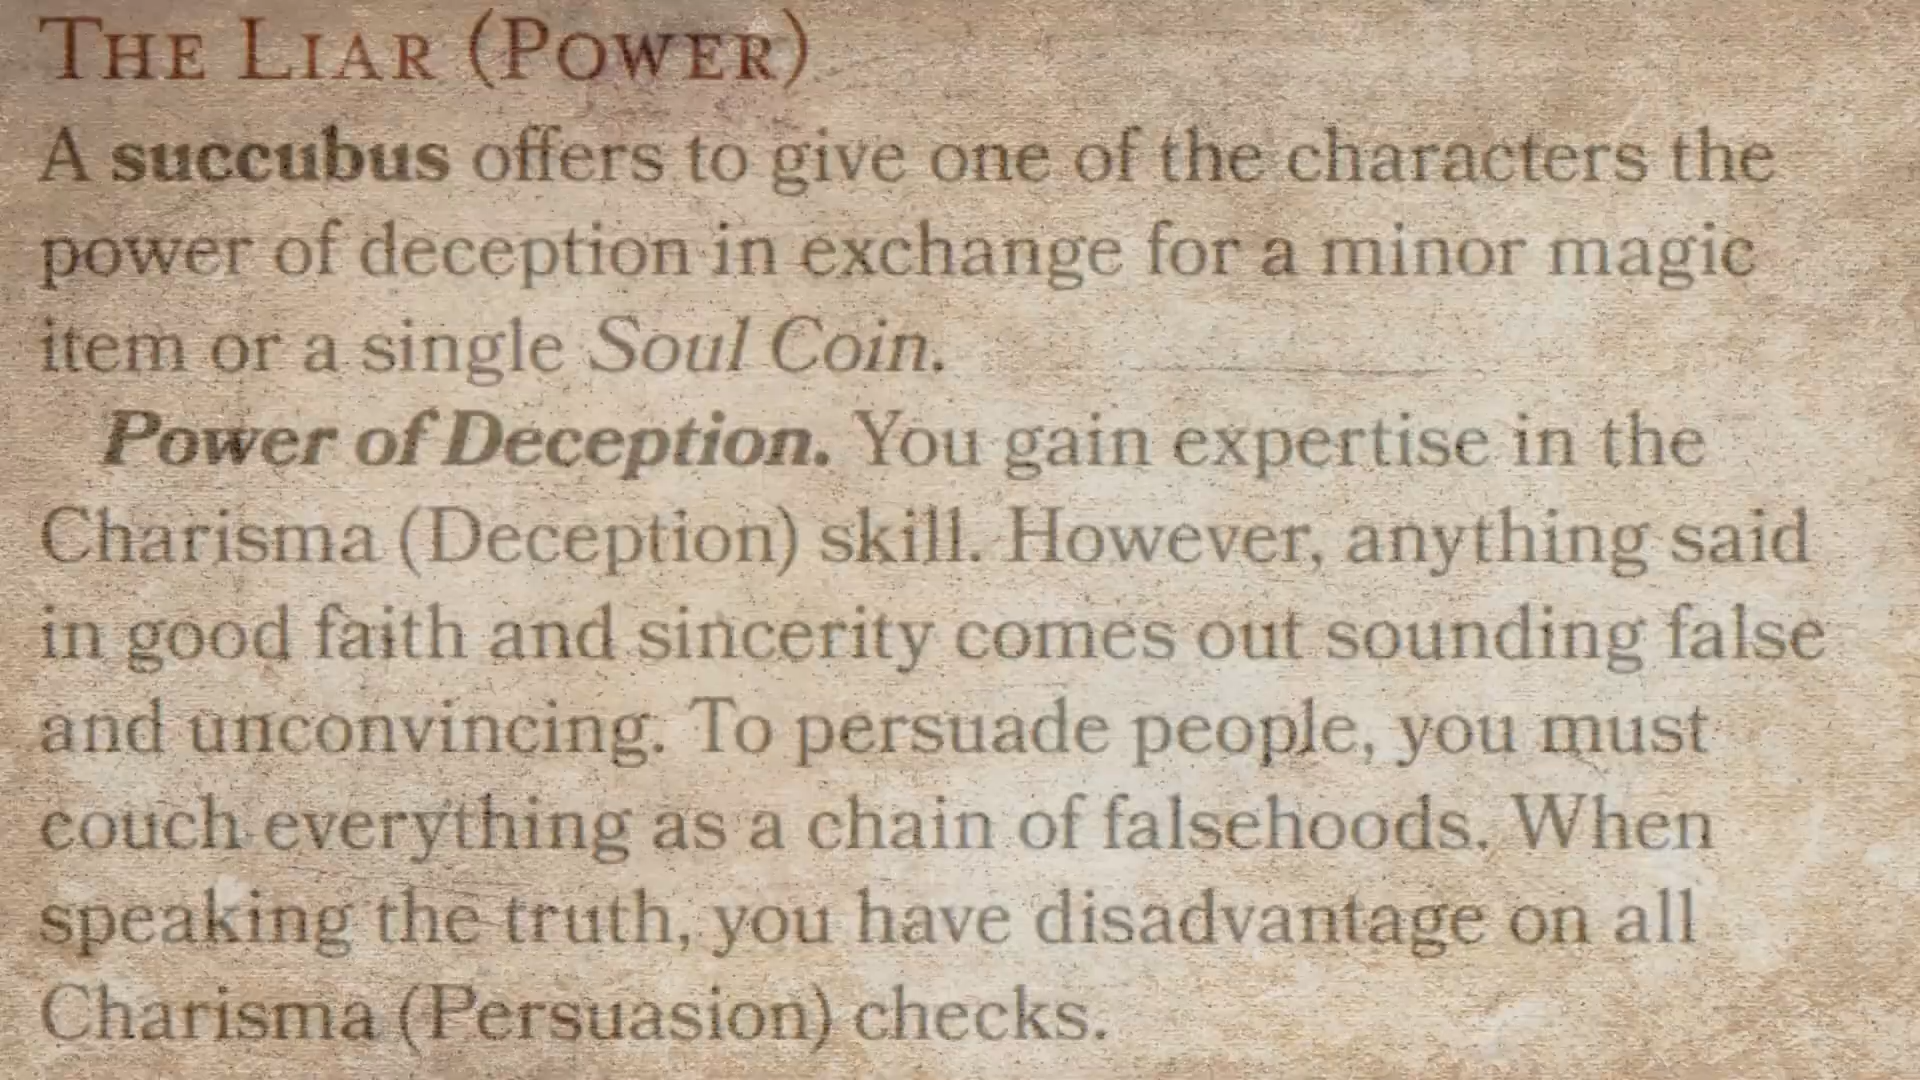 THE LIAR (POWER)
A succubus offers to give one of the characters the
power of deception in exchange for a minor magic
item or a single Soul Coin.
Power of Deception. You gain expertise in the
Charisma (Deception) skill. However, anything said
in good faith and sincerity comes out sounding false
and unconvincing. To persuade people, you must
couch everything as a chain of falsehoods. When
speaking the truth, you have disadvantage on all
Charisma (Persuasion) checks.